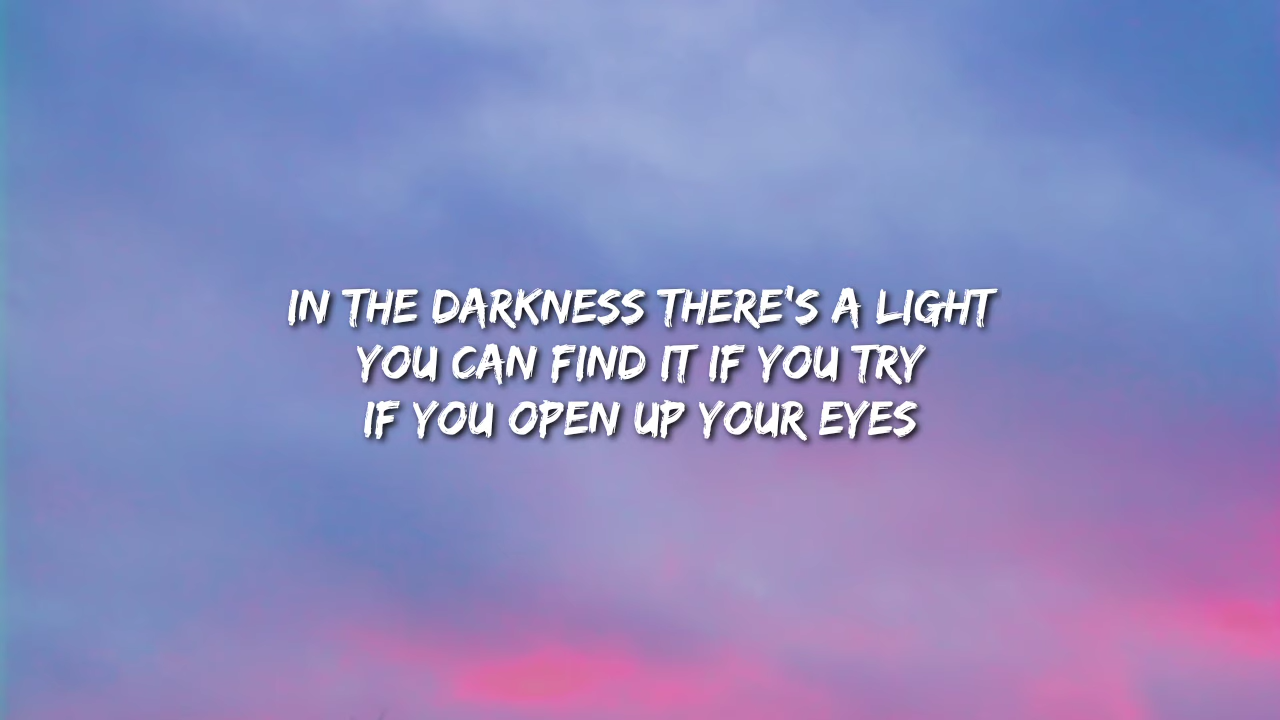 IN THE DARKNESS THERE'S A LIGHT
YOU CAN FIND IT IF YOU TRY
IF YOU OPEN UP YOUR EYES